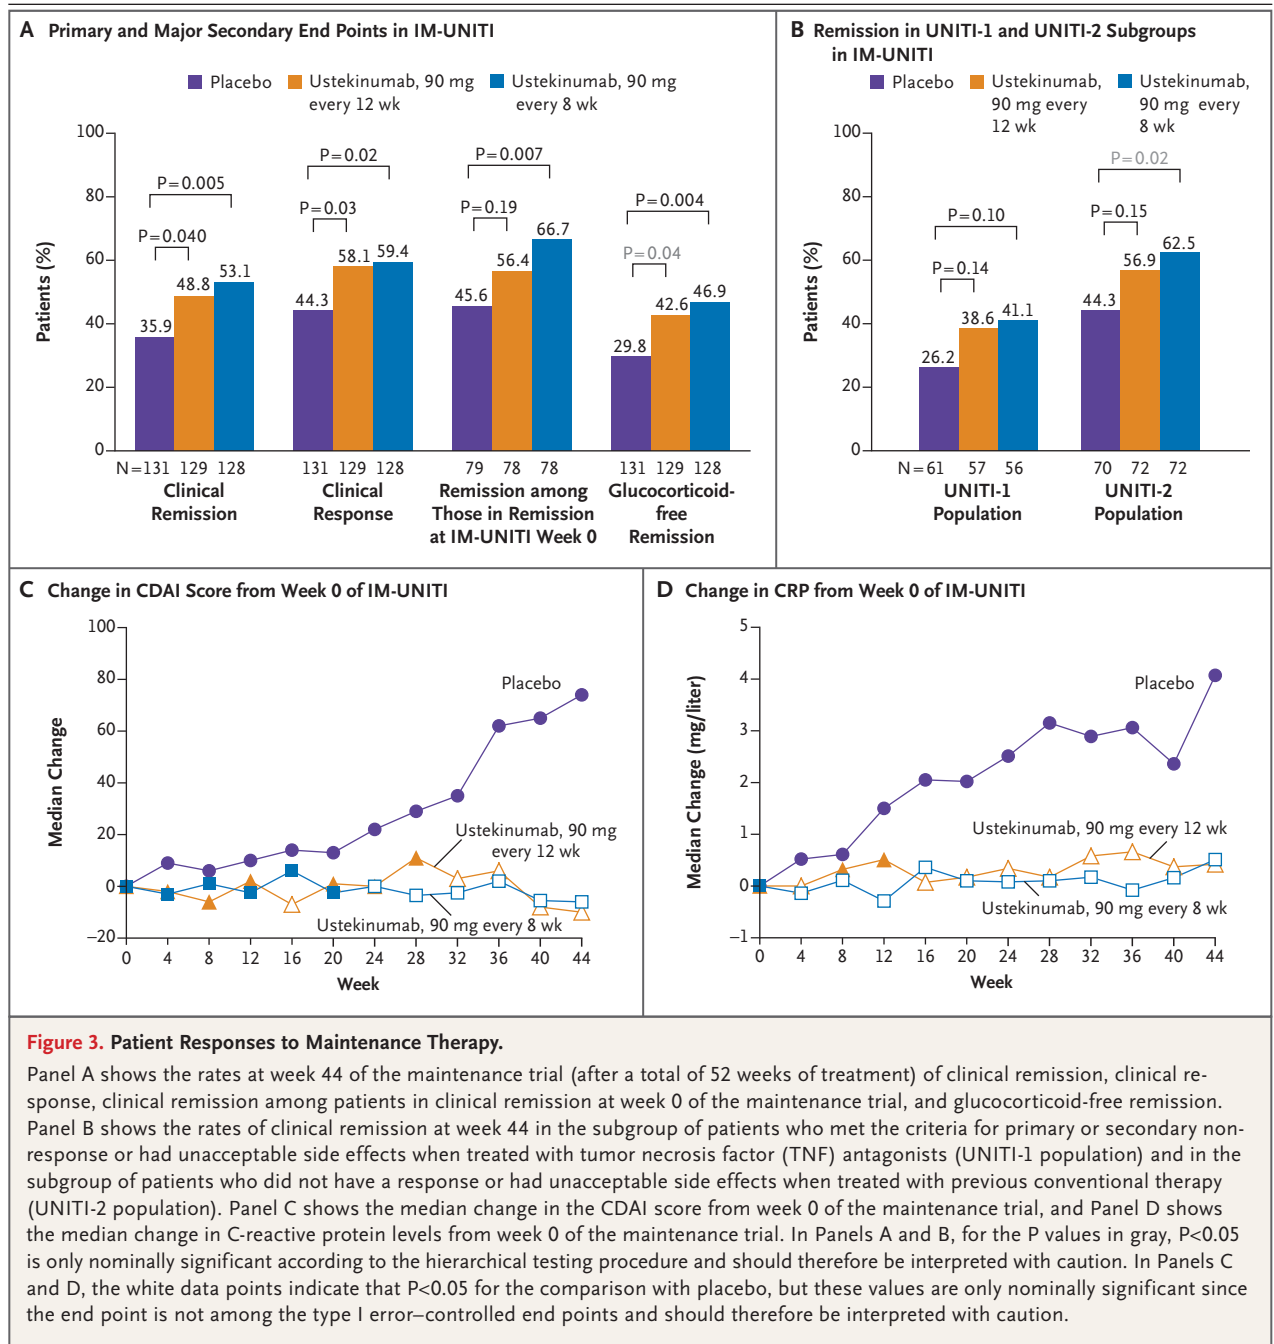 A Primary and Major Secondary End Points in IM-UNITI
Placebo
Ustekinumab, 90 mg
every 12 wk
Ustekinumab, 90 mg
every 8 wk
Patients (%)
100
80
60
40
20
0
P=0.005
P=0.040
35.9
48.8
53.1
P=0.02
P=0.03
44.3
58.1
59.4
P=0.007
P=0.19
45.6
56.4
66.7
P=0.004
P=0.04
29.8
42.6
46.9
N=131 129 128
131 129 128
79 78 78
131 129 128
Clinical
Remission
Clinical
Response
Remission among
Those in Remission
at IM-UNITI Week 0
Glucocorticoid-
free
Remission
B Remission in UNITI-1 and UNITI-2 Subgroups
in IM-UNITI
Placebo
Ustekinumab,
90 mg every
12 wk
Ustekinumab,
90 mg every
8 wk
Patients (%)
100
80
60
40
20
0
P=0.10
P=0.14
26.2
38.6
41.1
P=0.02
P=0.15
44.3
56.9
62.5
N=61 57 56
70 72 72
UNITI-1
Population
UNITI-2
Population
C Change in CDAI Score from Week 0 of IM-UNITI
Median Change
100
80
60
40
20
0
−20
Placebo
Ustekinumab, 90 mg
every 12 wk
Ustekinumab, 90 mg every 8 wk
0 4 8 12 16 20 24 28 32 36 40 44
Week
D Change in CRP from Week 0 of IM-UNITI
Median Change (mg/liter)
5
4
3
2
1
0
−1
Placebo
Ustekinumab, 90 mg every 12 wk
Ustekinumab, 90 mg every 8 wk
0 4 8 12 16 20 24 28 32 36 40 44
Week
Figure 3. Patient Responses to Maintenance Therapy.
Panel A shows the rates at week 44 of the maintenance trial (after a total of 52 weeks of treatment) of clinical remission, clinical re-
sponse, clinical remission among patients in clinical remission at week 0 of the maintenance trial, and glucocorticoid-free remission.
Panel B shows the rates of clinical remission at week 44 in the subgroup of patients who met the criteria for primary or secondary non-
response or had unacceptable side effects when treated with tumor necrosis factor (TNF) antagonists (UNITI-1 population) and in the
subgroup of patients who did not have a response or had unacceptable side effects when treated with previous conventional therapy
(UNITI-2 population). Panel C shows the median change in the CDAI score from week 0 of the maintenance trial, and Panel D shows
the median change in C-reactive protein levels from week 0 of the maintenance trial. In Panels A and B, for the P values in gray, P<0.05
is only nominally significant according to the hierarchical testing procedure and should therefore be interpreted with caution. In Panels C
and D, the white data points indicate that P<0.05 for the comparison with placebo, but these values are only nominally significant since
the end point is not among the type I error–controlled end points and should therefore be interpreted with caution.